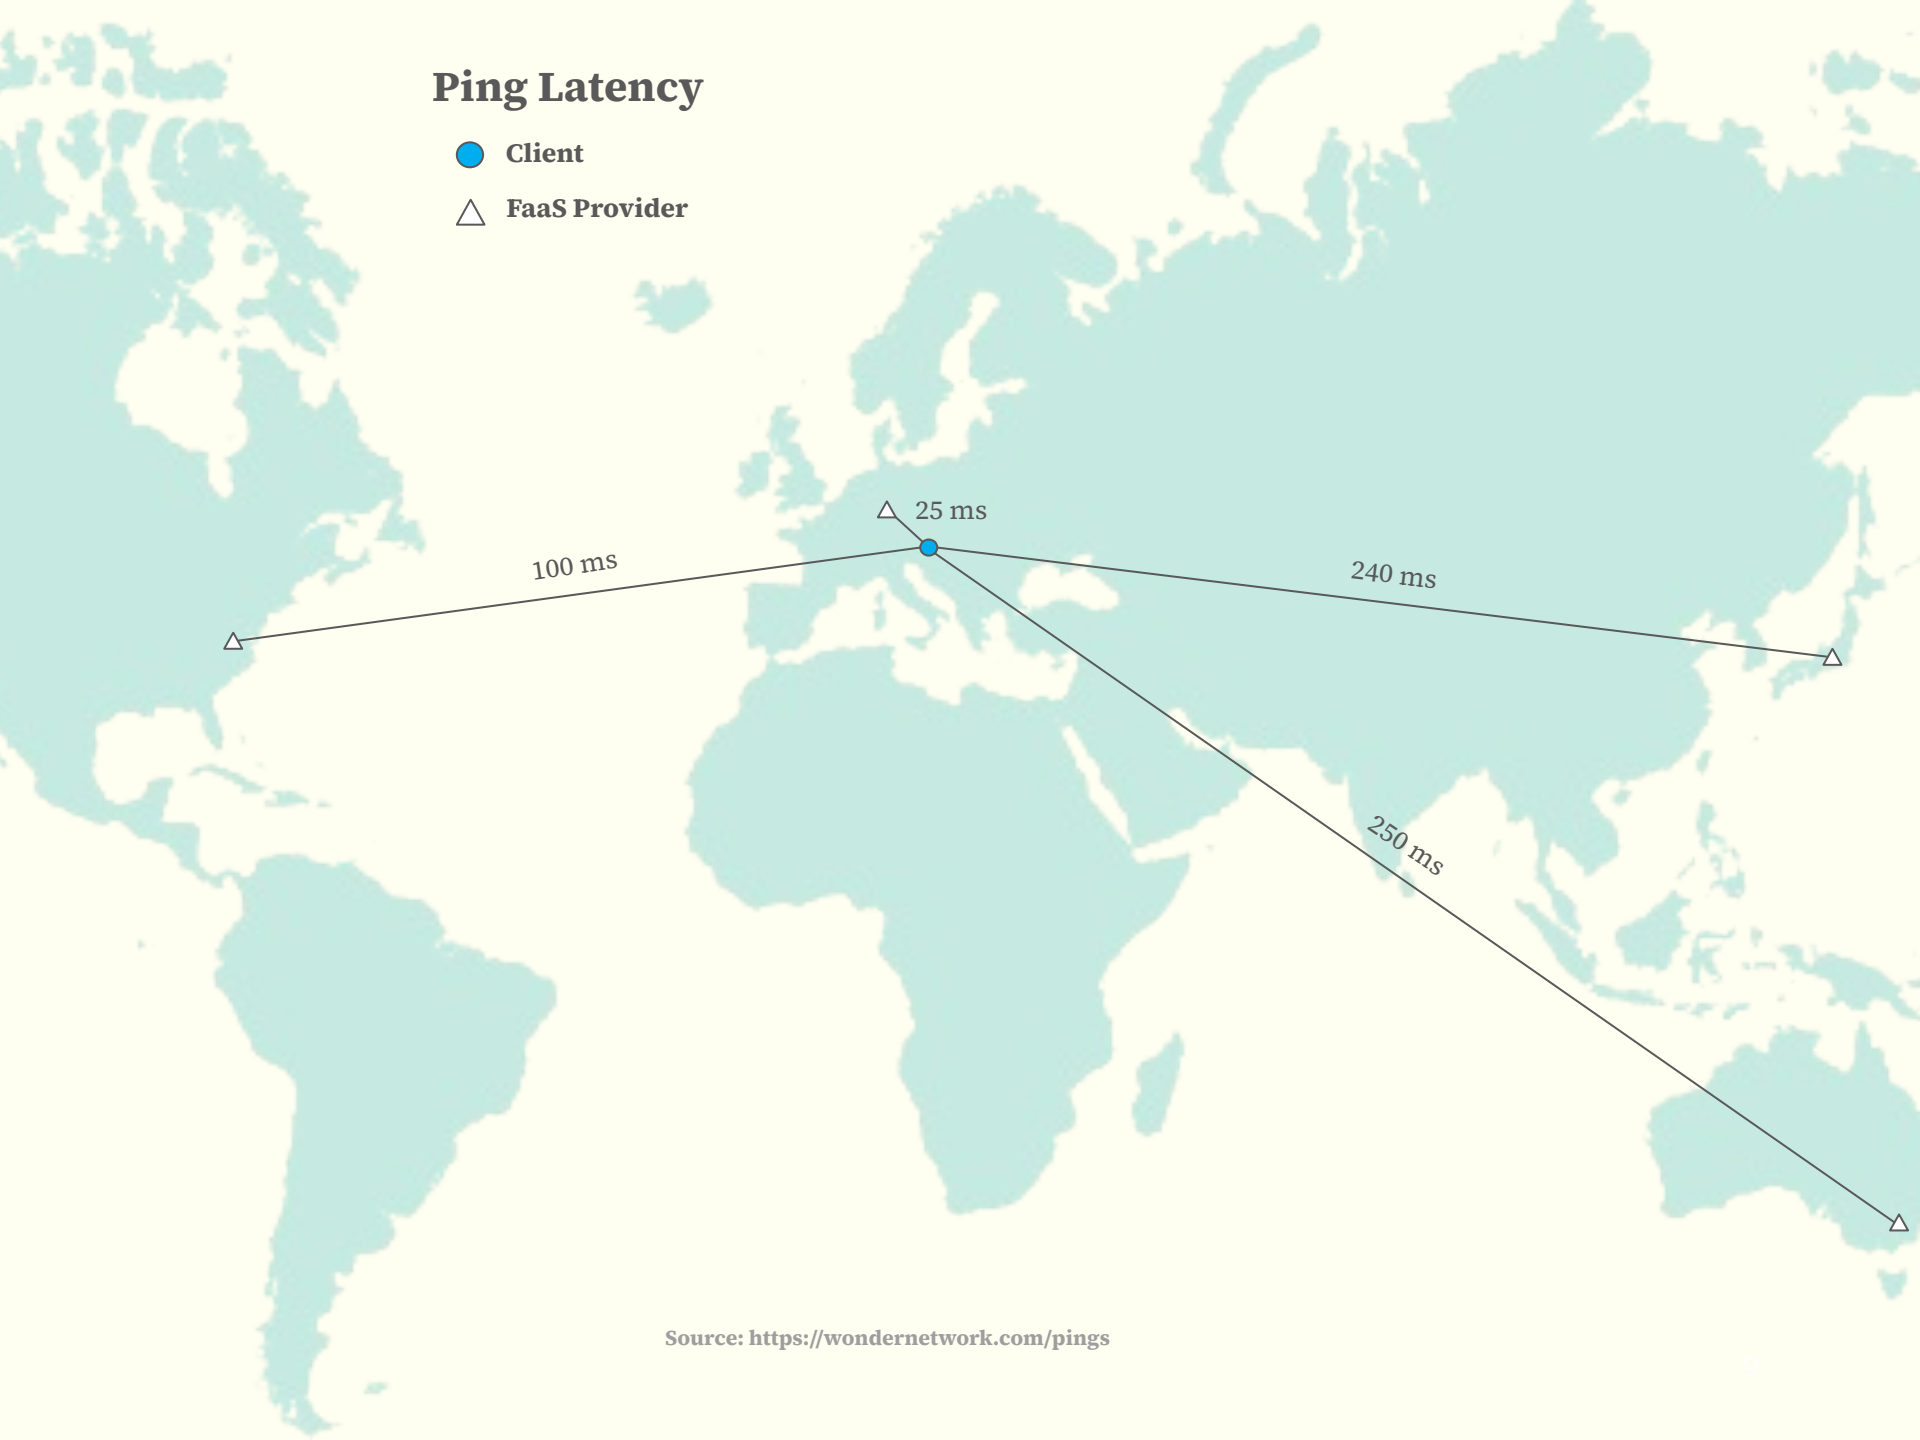 Ping Latency
Client
FaaS Provider
25 ms
100 ms
240 ms
250 ms
Source: https://wondernetwork.com/pings